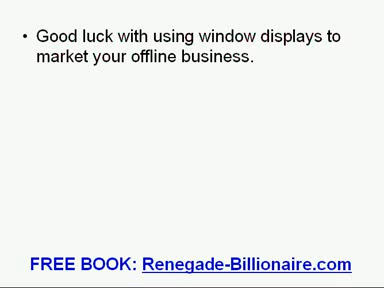 • Good luck with using window displays to
market your offline business.
FREE BOOK: Renegade-Billionaire.com